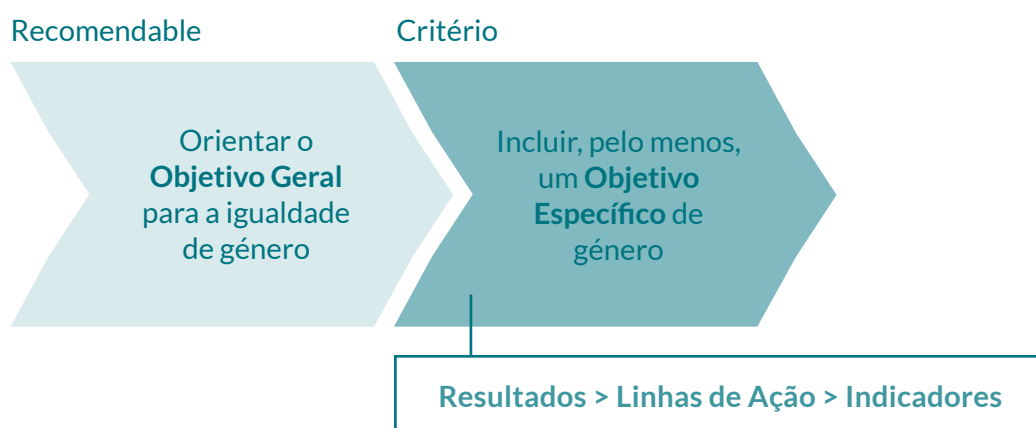 Recomendable
Critério
Orientar o
Objetivo Geral
para a igualdade
de género
Incluir, pelo menos,
um Objetivo
Específico de
género
Resultados > Linhas de Ação > Indicadores